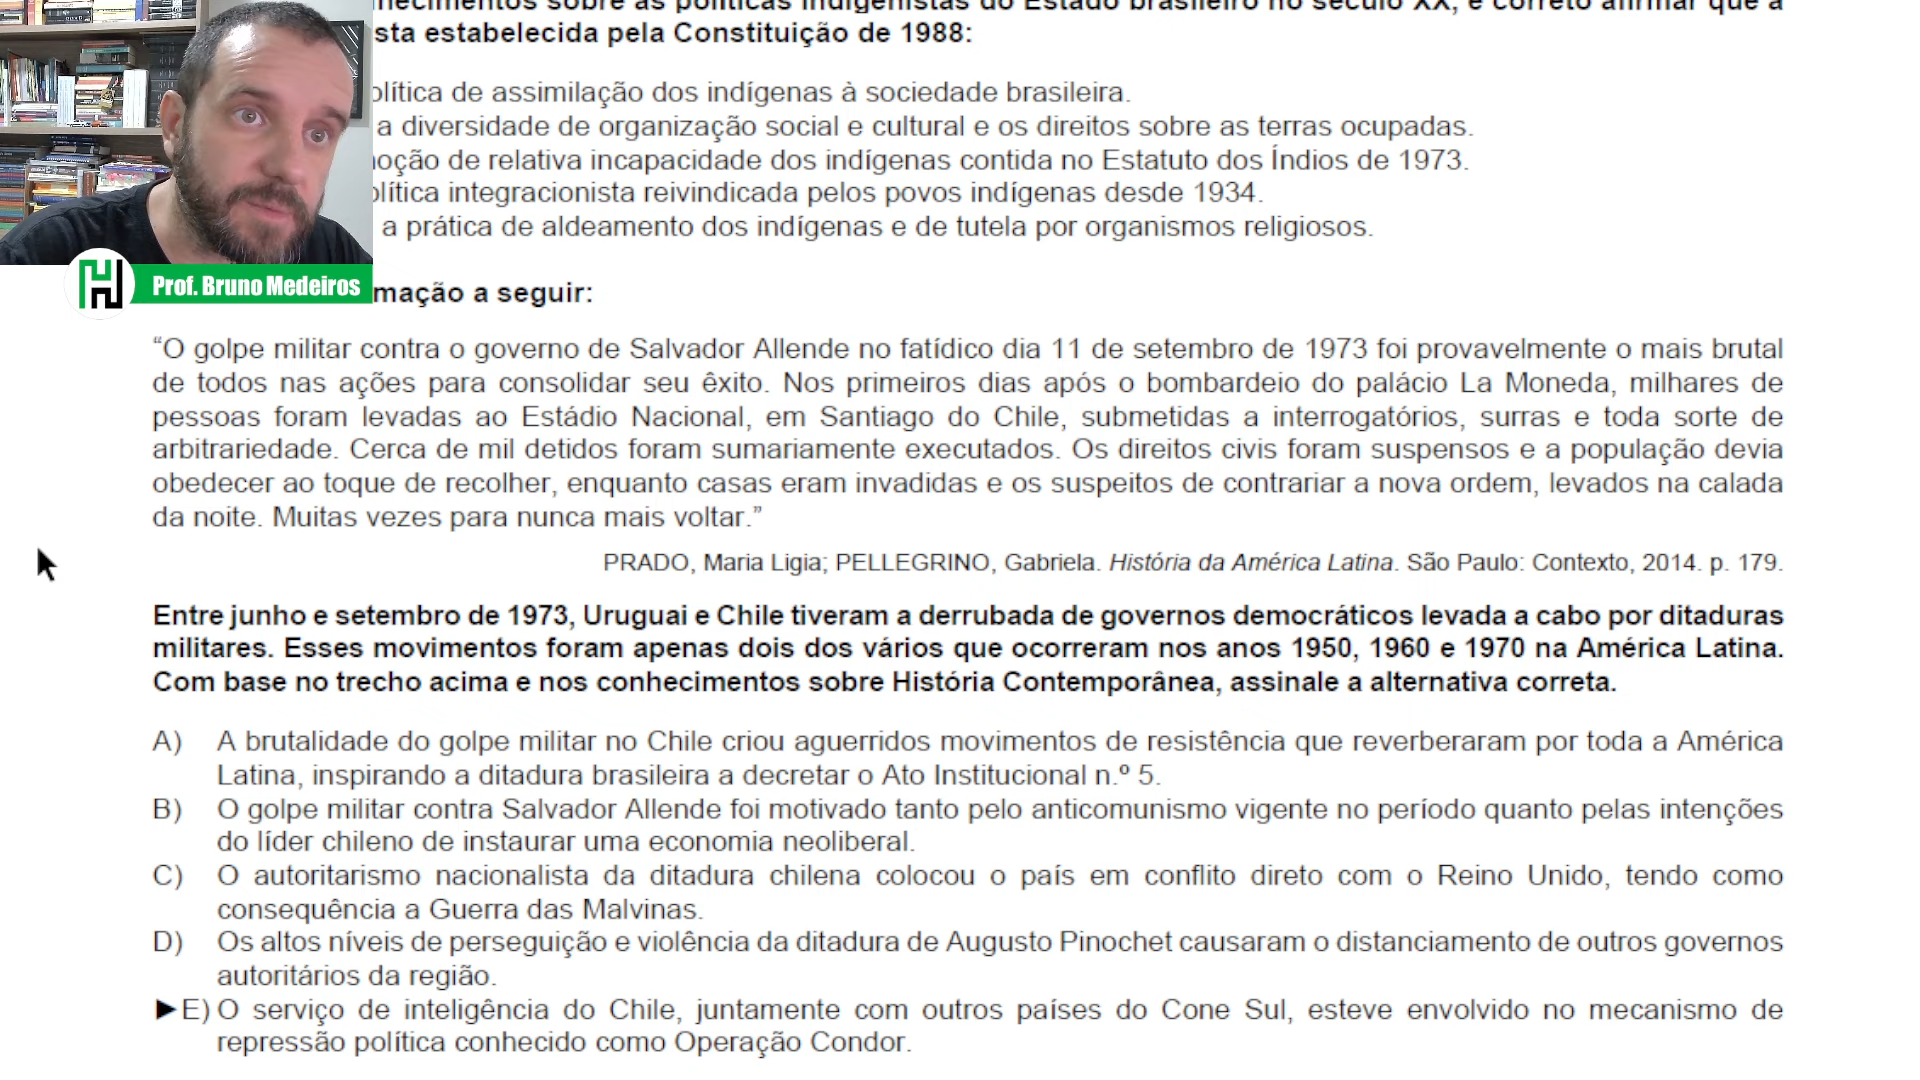 sobre as políticas indigenistas do Estado brasileiro no século XX, é correto afirmar que a
estabelecida pela Constituição de 1988:
de assimilação dos indígenas à sociedade brasileira.
a diversidade de organização social e cultural e os direitos sobre as terras ocupadas.
de relativa incapacidade dos indígenas contida no Estatuto dos Índios de 1973.
integracionista reivindicada pelos povos indígenas desde 1934.
a prática de aldeamento dos indígenas e de tutela por organismos religiosos.
H
Prof. Bruno Medeiros
mação a seguir:
“O golpe militar contra o governo de Salvador Allende no fatídico dia 11 de setembro de 1973 foi provavelmente o mais brutal
de todos nas ações para consolidar seu êxito. Nos primeiros dias após o bombardeio do palácio La Moneda, milhares de
pessoas foram levadas ao Estádio Nacional, em Santiago do Chile, submetidas a interrogatórios, surras e toda sorte de
arbitrariedade. Cerca de mil detidos foram sumariamente executados. Os direitos civis foram suspensos e a população devia
obedecer ao toque de recolher, enquanto casas eram invadidas e os suspeitos de contrariar a nova ordem, levados na calada
da noite. Muitas vezes para nunca mais voltar.”
PRADO, Maria Ligia; PELLEGRINO, Gabriela. História da América Latina. São Paulo: Contexto, 2014. p. 179.
Entre junho e setembro de 1973, Uruguai e Chile tiveram a derrubada de governos democráticos levada a cabo por ditaduras
militares. Esses movimentos foram apenas dois dos vários que ocorreram nos anos 1950, 1960 e 1970 na América Latina.
Com base no trecho acima e nos conhecimentos sobre História Contemporânea, assinale a alternativa correta.
A) A brutalidade do golpe militar no Chile criou aguerridos movimentos de resistência que reverberaram por toda a América
Latina, inspirando a ditadura brasileira a decretar o Ato Institucional n.º 5.
B) O golpe militar contra Salvador Allende foi motivado tanto pelo anticomunismo vigente no período quanto pelas intenções
do líder chileno de instaurar uma economia neoliberal.
C) O autoritarismo nacionalista da ditadura chilena colocou o país em conflito direto com o Reino Unido, tendo como
consequência a Guerra das Malvinas.
D) Os altos níveis de perseguição e violência da ditadura de Augusto Pinochet causaram o distanciamento de outros governos
autoritários da região.
►E) O serviço de inteligência do Chile, juntamente com outros países do Cone Sul, esteve envolvido no mecanismo de
repressão política conhecido como Operação Condor.